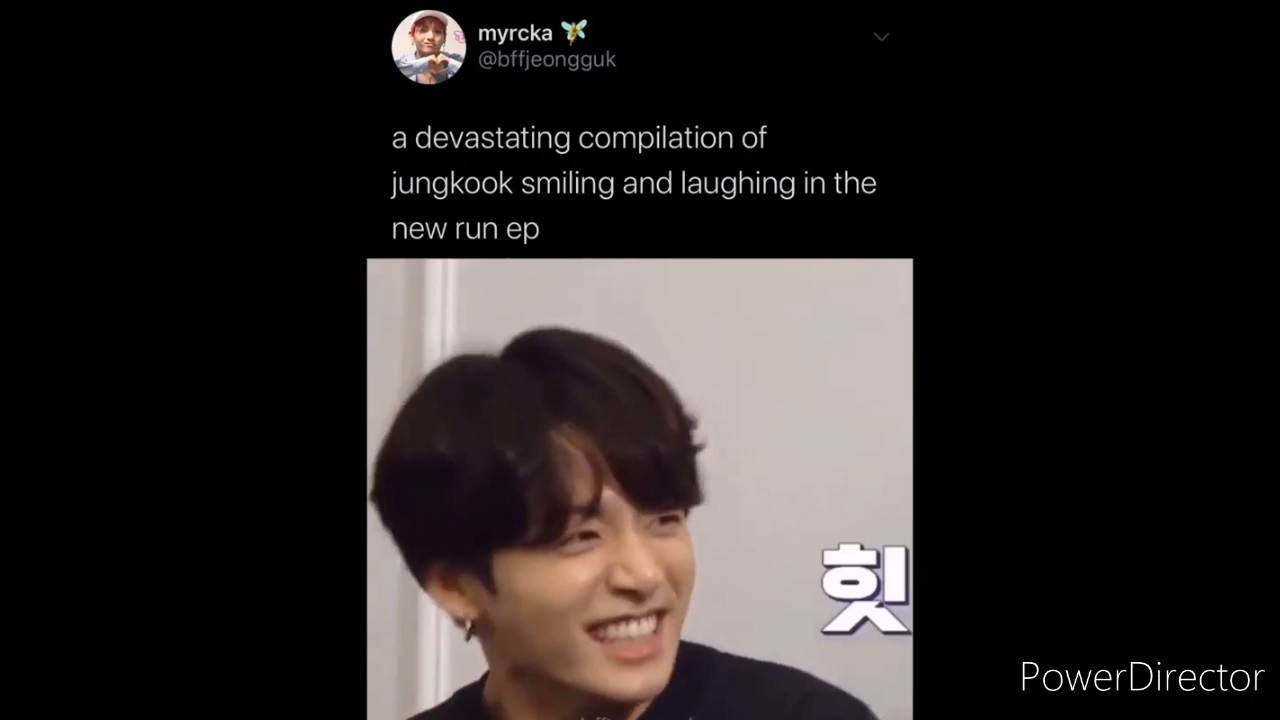 myrcka
@bffjeongguk
a devastating compilation of
jungkook smiling and laughing in the
new run ep
힛
PowerDirector